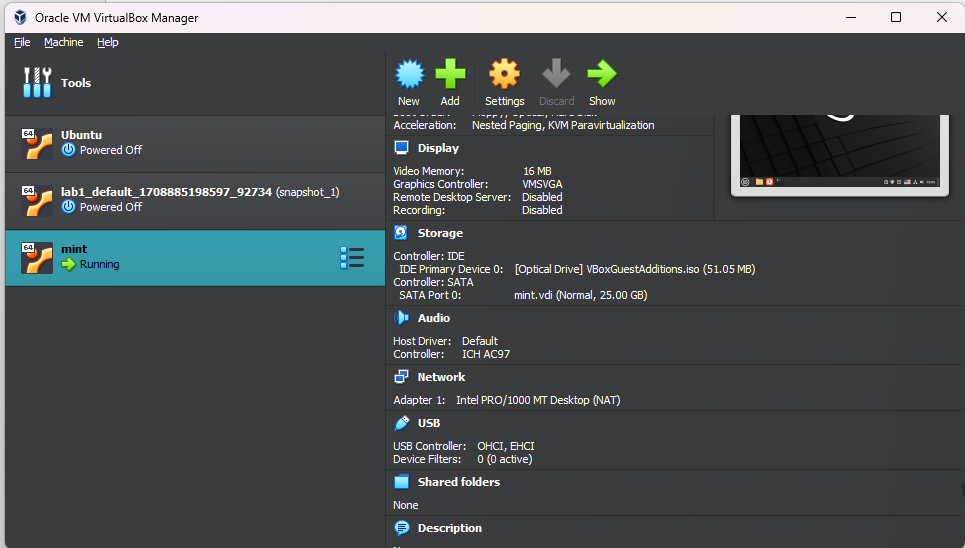 Oracle VM VirtualBox Manager
File Machine Help
Tools
New Add Settings Discard Show
64 Ubuntu
Powered Off
64 lab1_default_1708885198597_92734 (snapshot_1)
Powered Off
64 mint
Running
Acceleration: Nested Paging, KVM Paravirtualization
Display
Video Memory: 16 MB
Graphics Controller: VMSVGA
Remote Desktop Server: Disabled
Recording: Disabled
Storage
Controller: IDE
IDE Primary Device 0: [Optical Drive] VBoxGuestAdditions.iso (51.05 MB)
Controller: SATA
SATA Port 0: mint.vdi (Normal, 25.00 GB)
Audio
Host Driver: Default
Controller: ICH AC97
Network
Adapter 1: Intel PRO/1000 MT Desktop (NAT)
USB
USB Controller: OHCI, EHCI
Device Filters: 0 (0 active)
Shared folders
None
Description